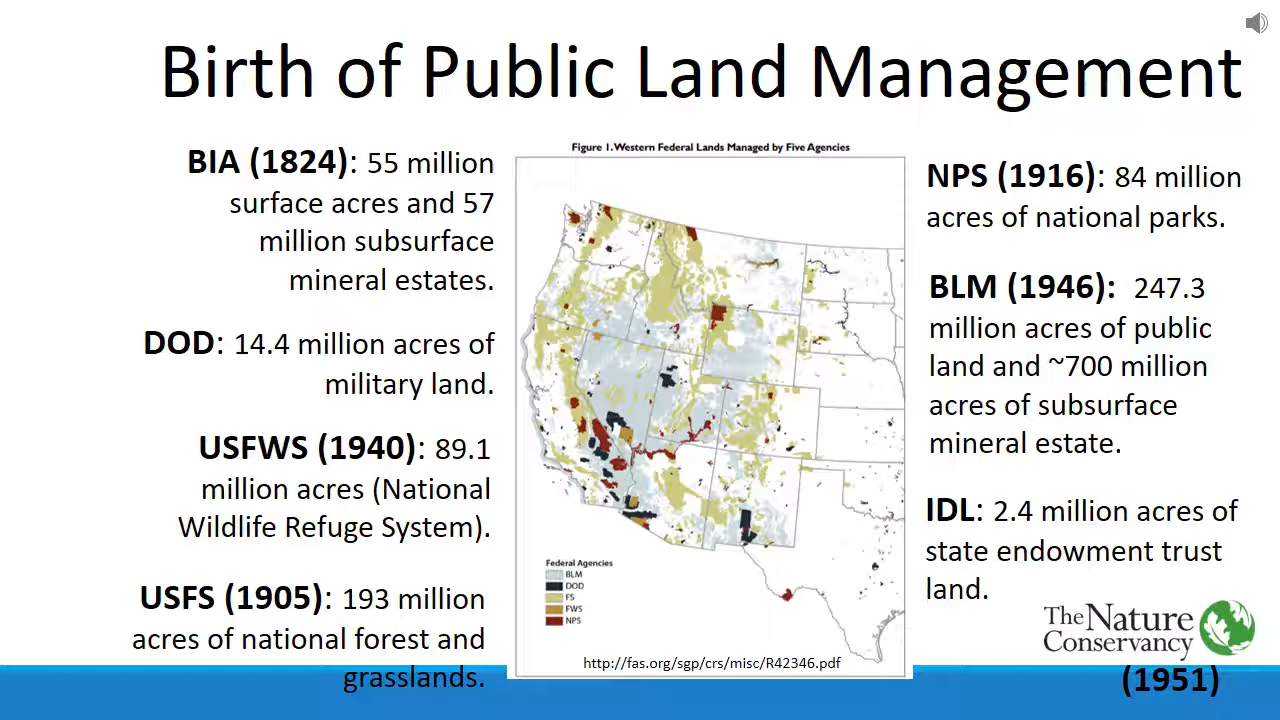 Birth of Public Land Management
BIA (1824): 55 million
surface acres and 57
million subsurface
mineral estates.
DOD: 14.4 million acres of
military land.
USFWS (1940): 89.1
million acres (National
Wildlife Refuge System).
USFS (1905): 193 million
acres of national forest and
grasslands.
Figure 1. Western Federal Lands Managed by Five Agencies
Federal Agencies
BLM
DOD
FS
FWS
NPS
http://fas.org/sgp/crs/misc/R42346.pdf
NPS (1916): 84 million
acres of national parks.
BLM (1946): 247.3
million acres of public
land and ~700 million
acres of subsurface
mineral estate.
IDL: 2.4 million acres of
state endowment trust
land.
The Nature
Conservancy
(1951)